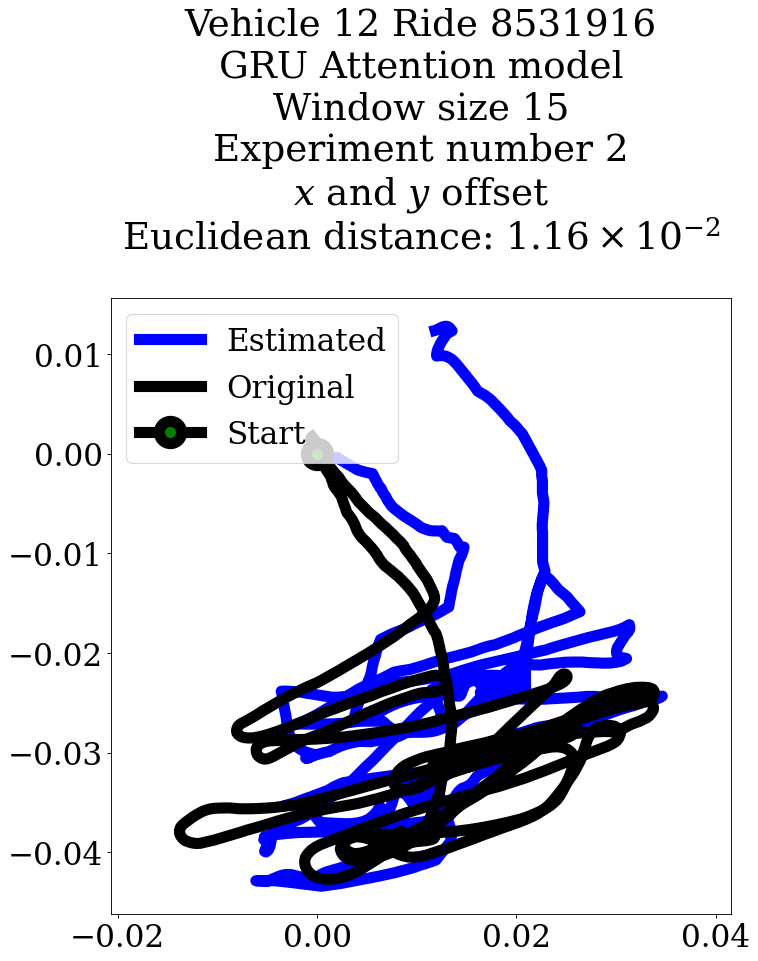 Vehicle 12 Ride 8531916
GRU Attention model
Window size 15
Experiment number 2
x and y offset
Euclidean distance: 1.16 × 10⁻²
Estimated
Original
Start
0.01
0.00
−0.01
−0.02
−0.03
−0.04
−0.02
0.00
0.02
0.04